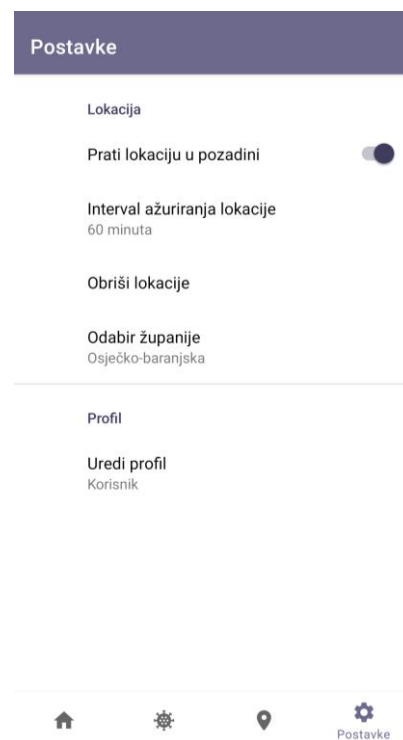 Postavke
Lokacija
Prati lokaciju u pozadini
Interval ažuriranja lokacije
60 minuta
Obriši lokacije
Odabir županije
Osječko-baranjska
Profil
Uredi profil
Korisnik
Postavke